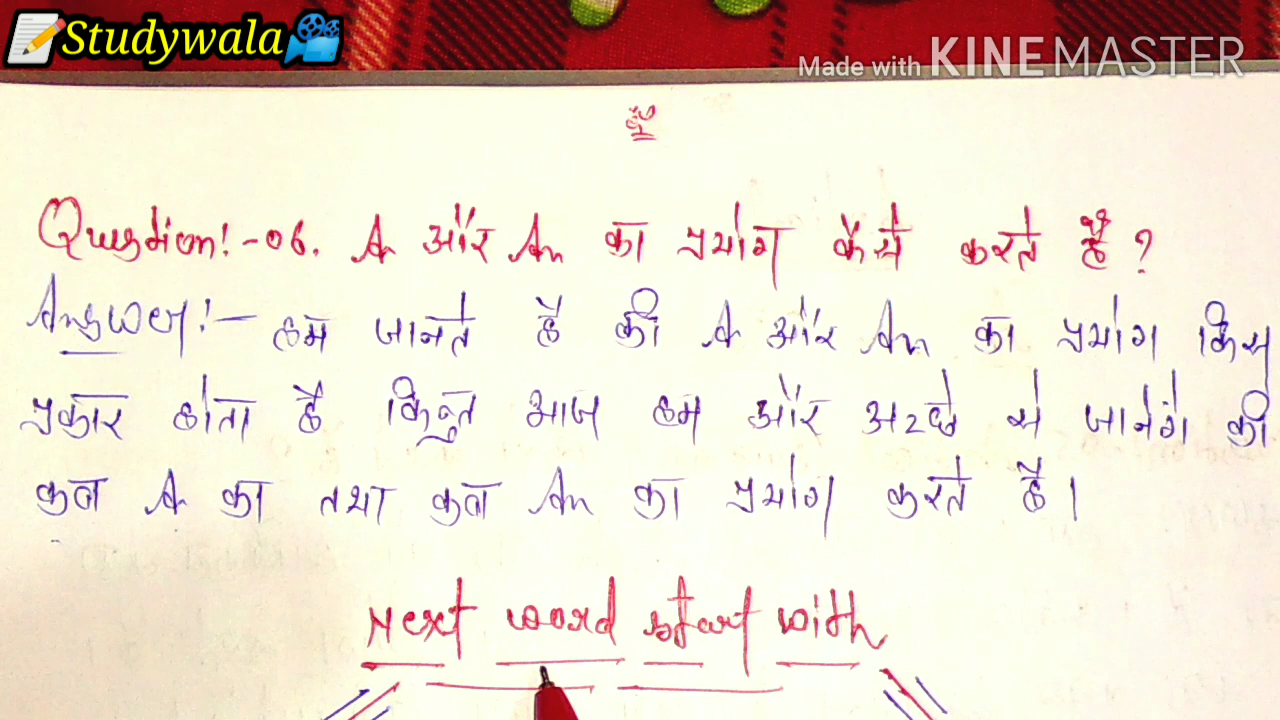 Studywala
Made with KINEMASTER
ॐ
Question!-06. A और An का प्रयोग कैसे करते हैं ?
Answer!- हम जानते है की A और An का प्रयोग किस
प्रकार होता है किन्तु आज हम और अच्छे से जानेंगे की
कब A का तथा कब An का प्रयोग करते है।
Next word start with